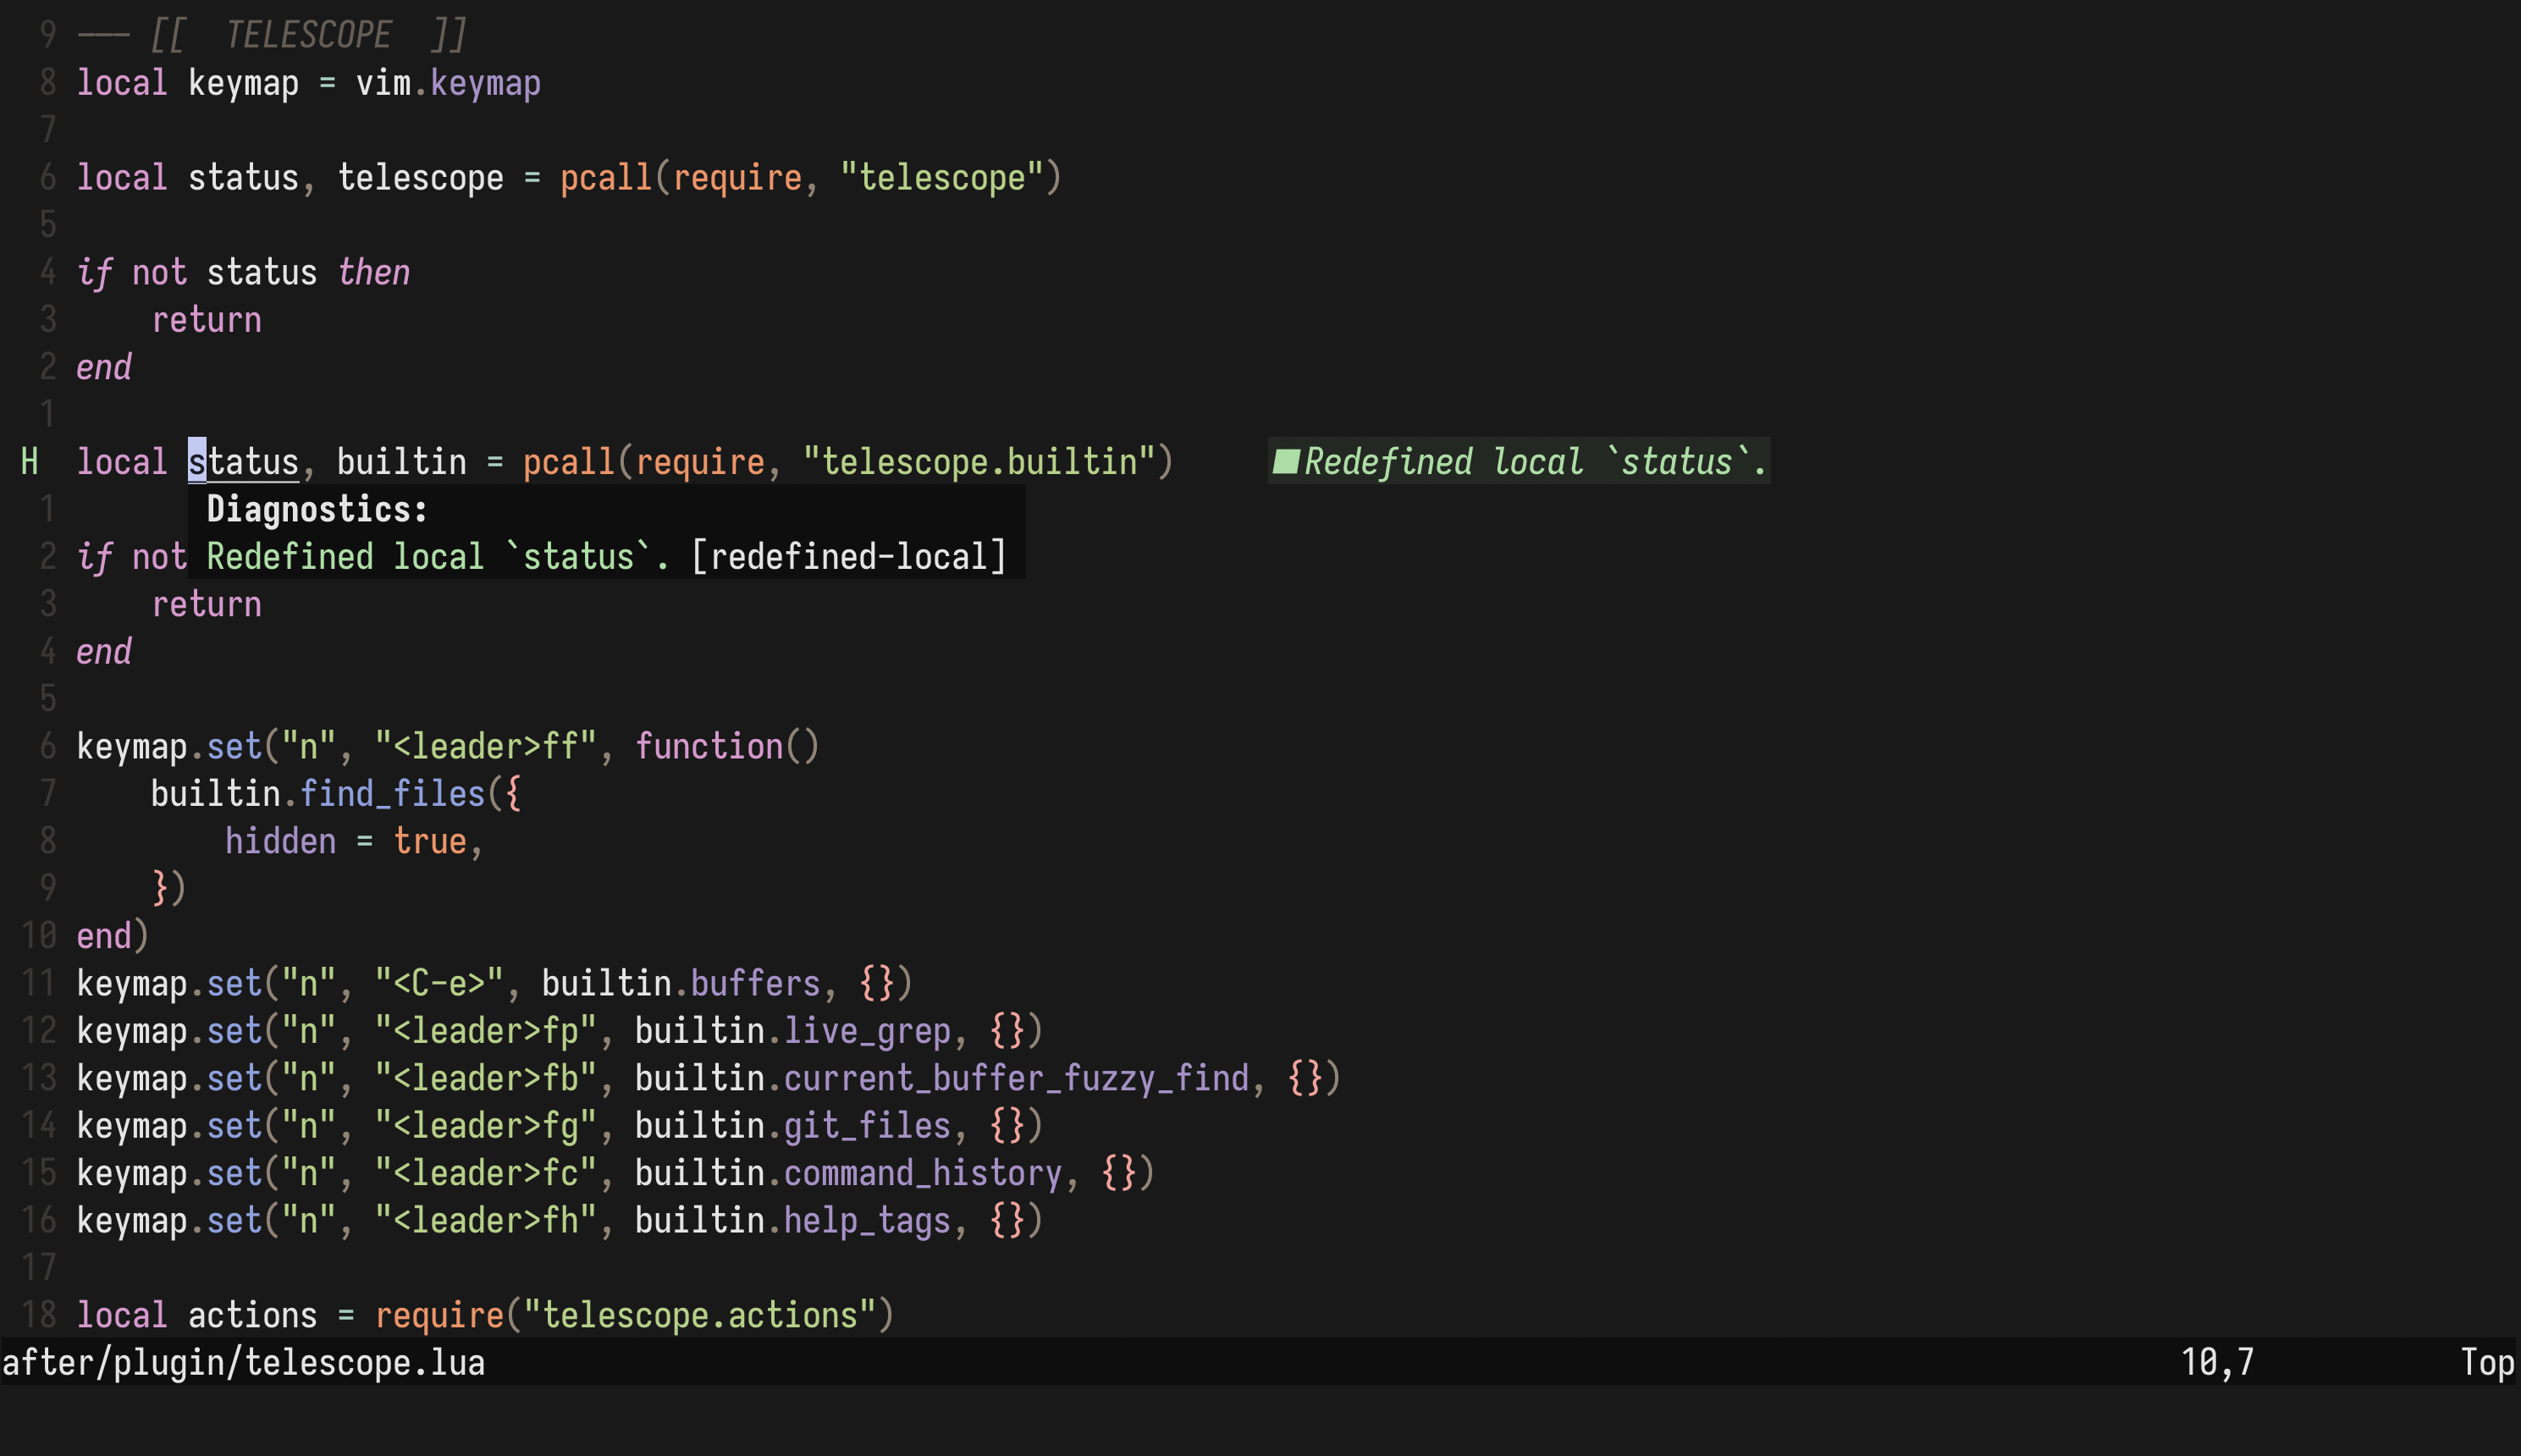 9 --- [[  TELESCOPE  ]]
8 local keymap = vim.keymap
7
6 local status, telescope = pcall(require, "telescope")
5
4 if not status then
3     return
2 end
1
H  local status, builtin = pcall(require, "telescope.builtin")     ■Redefined local `status`.
1       Diagnostics:
2 if not Redefined local `status`. [redefined-local]
3     return
4 end
5
6 keymap.set("n", "<leader>ff", function()
7     builtin.find_files({
8         hidden = true,
9     })
10 end)
11 keymap.set("n", "<C-e>", builtin.buffers, {})
12 keymap.set("n", "<leader>fp", builtin.live_grep, {})
13 keymap.set("n", "<leader>fb", builtin.current_buffer_fuzzy_find, {})
14 keymap.set("n", "<leader>fg", builtin.git_files, {})
15 keymap.set("n", "<leader>fc", builtin.command_history, {})
16 keymap.set("n", "<leader>fh", builtin.help_tags, {})
17
18 local actions = require("telescope.actions")
after/plugin/telescope.lua     10,7     Top